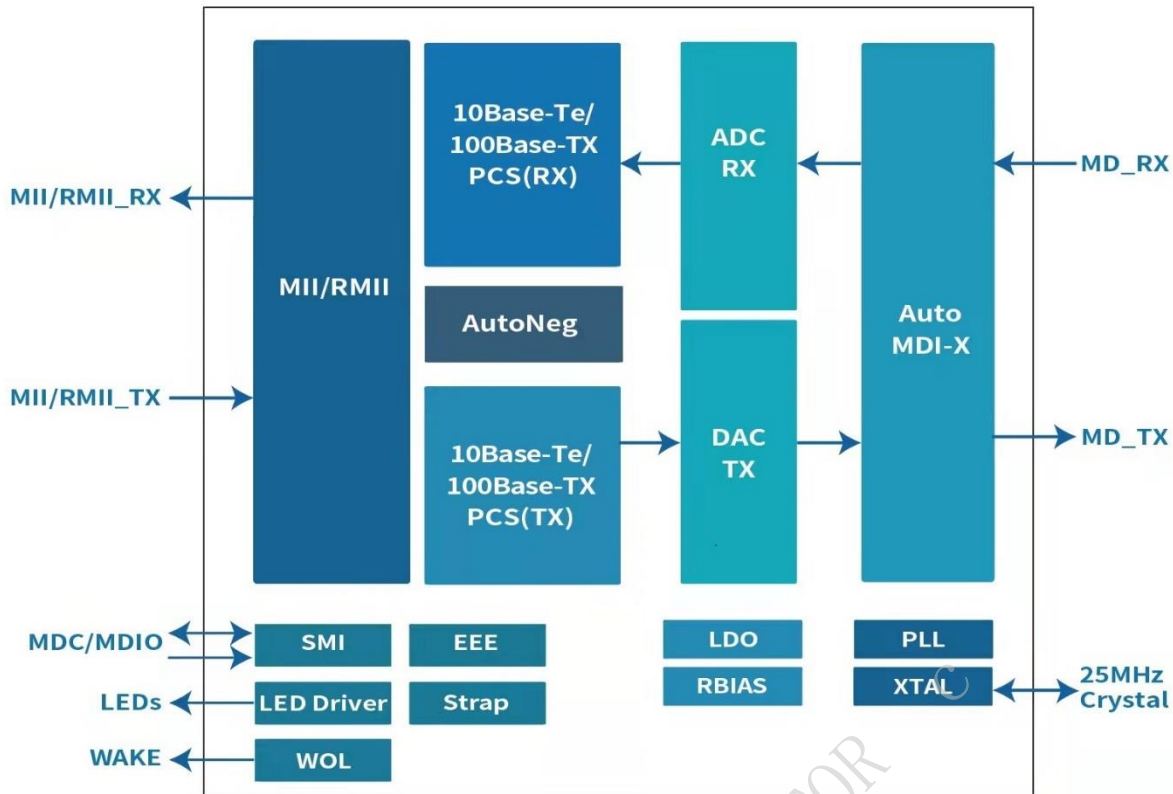 10Base-Te/
100Base-TX
PCS(RX)
ADC
RX
MD_RX
MII/RMII_RX
MII/RMII
AutoNeg
Auto
MDI-X
MII/RMII_TX
10Base-Te/
100Base-TX
PCS(TX)
DAC
TX
MD_TX
MDC/MDIO
SMI
EEE
LDO
PLL
LEDs
LED Driver
Strap
RBIAS
XTAL
25MHz
Crystal
WAKE
WOL
C
TOR